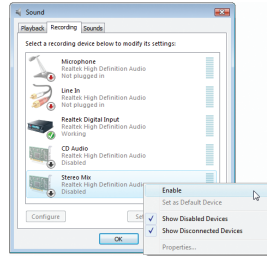 Sound
Playback Recording Sounds
Select a recording device below to modify its settings:
Microphone
Realtek High Definition Audio
Not plugged in
Line In
Realtek High Definition Audio
Not plugged in
Realtek Digital Input
Realtek High Definition Audio
Working
CD Audio
Realtek High Definition Audio
Disabled
Stereo Mix
Realtek High Definition Audio
Disabled
Enable
Set as Default Device
Show Disabled Devices
Show Disconnected Devices
Properties...
Configure
Set
OK